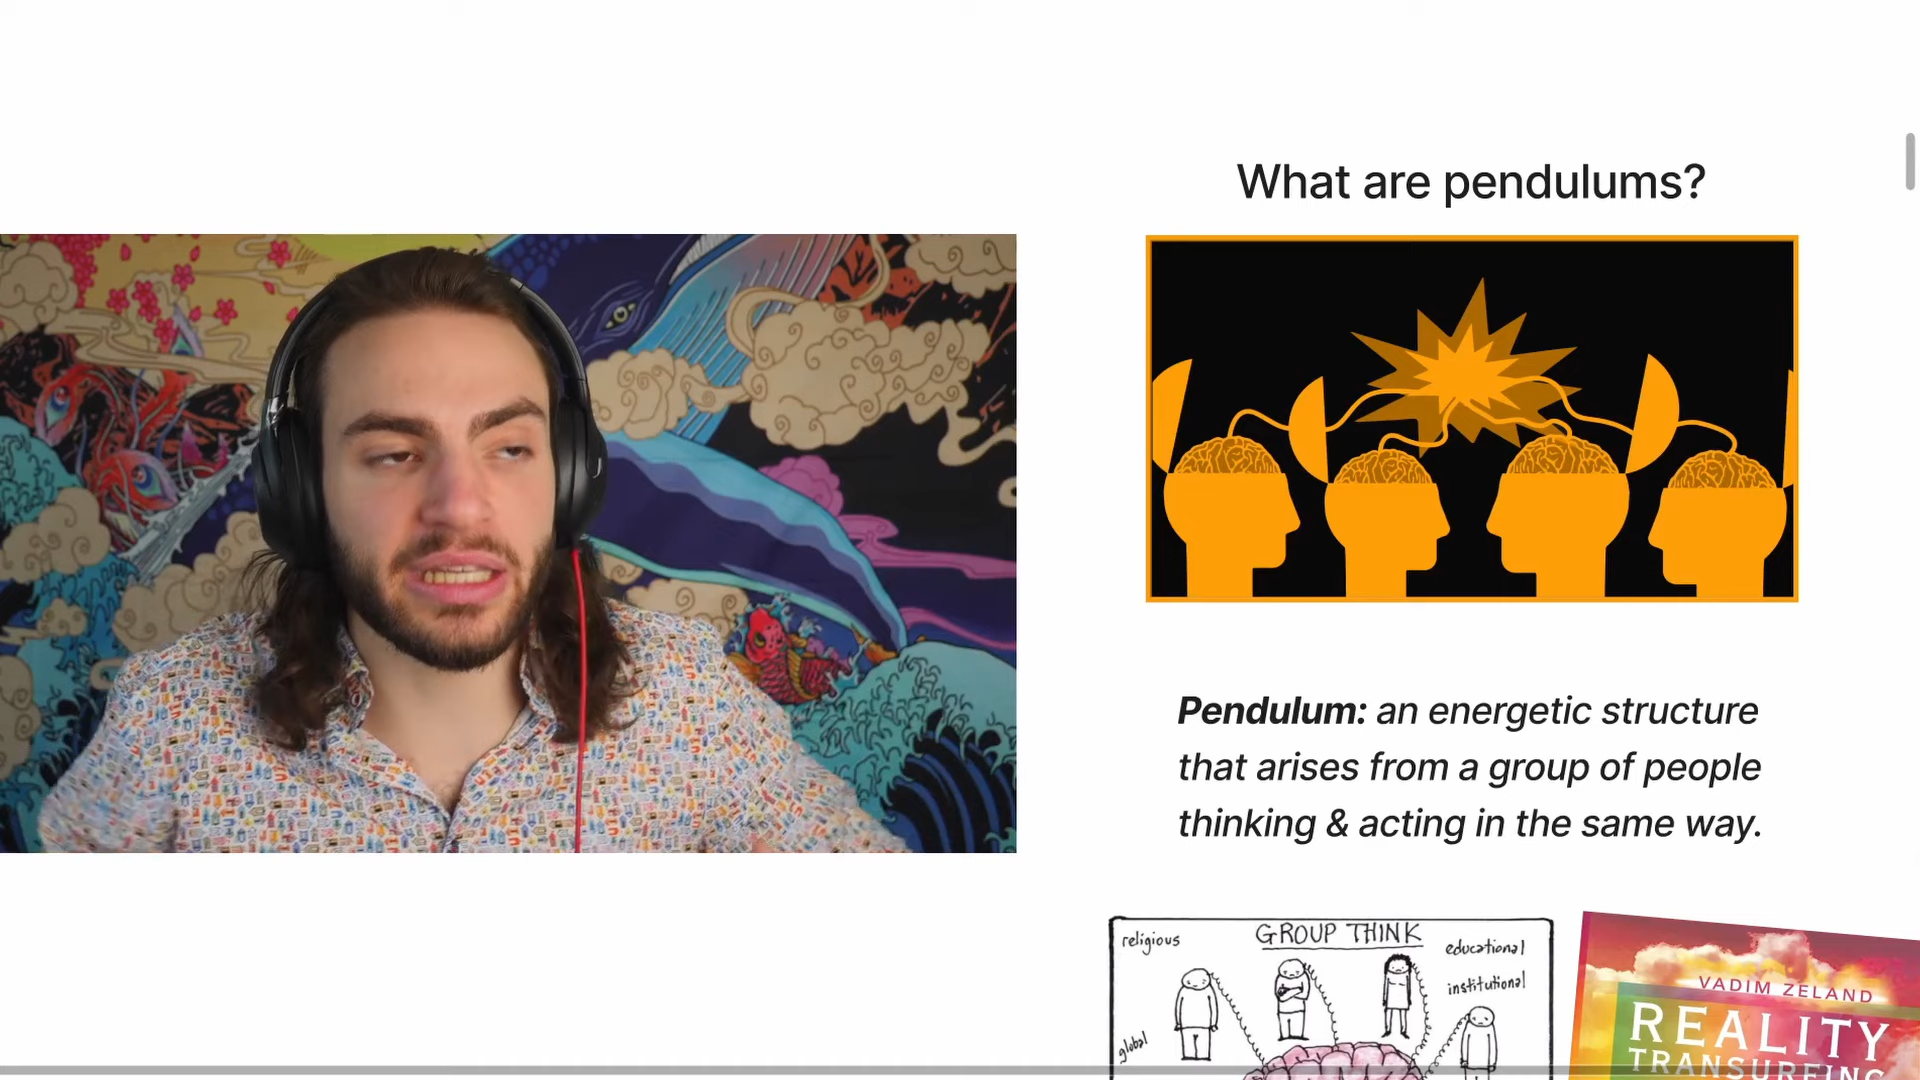 What are pendulums?
Pendulum: an energetic structure
that arises from a group of people
thinking & acting in the same way.
religious
GROUP THINK
educational
institutional
global
VADIM ZELAND
REALITY
TRANSURFING